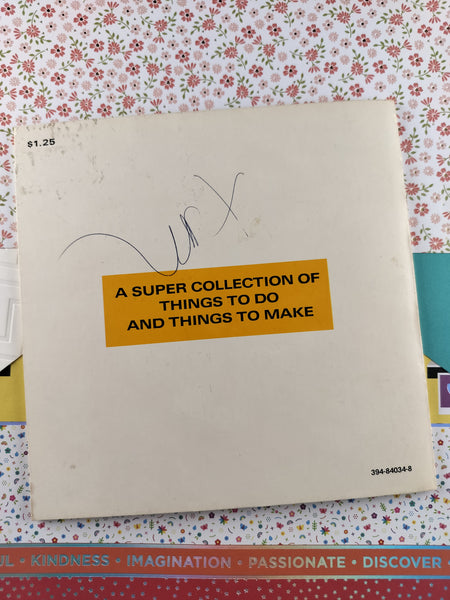 $1.25
A SUPER COLLECTION OF
THINGS TO DO
AND THINGS TO MAKE
394-84034-8
• KINDNESS • IMAGINATION • PASSIONATE • DISCOVER •